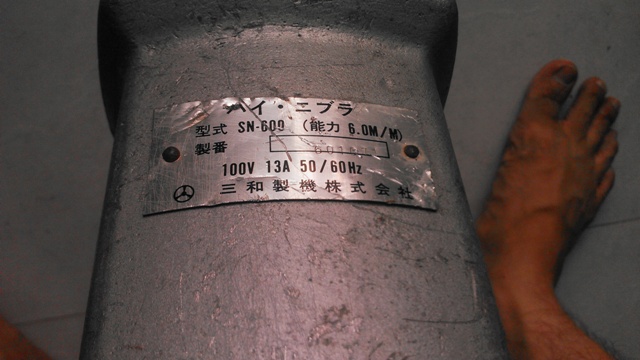 ハイ・ニブラ
型式 SN-600 (能力 6.0M/M)
製番
100V 13A 50/60Hz
三和製機株式会社